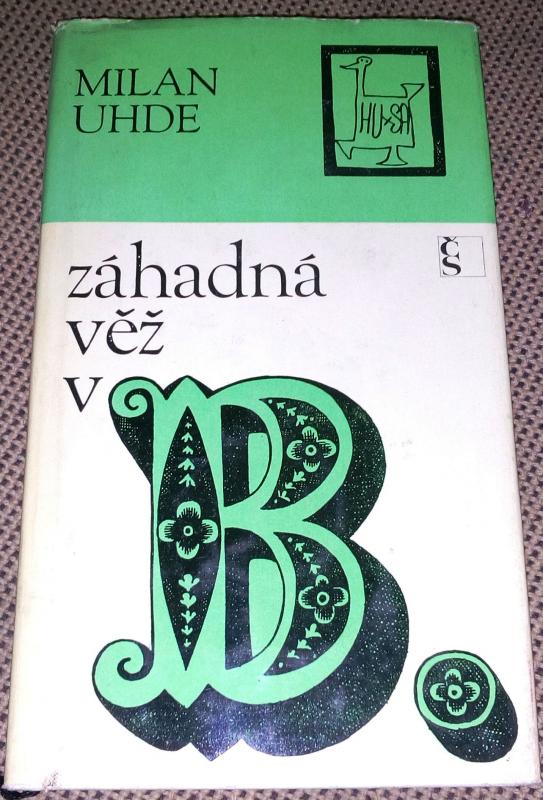 MILAN
UHDE
HUSA
ČS
záhadná
věž
v B.